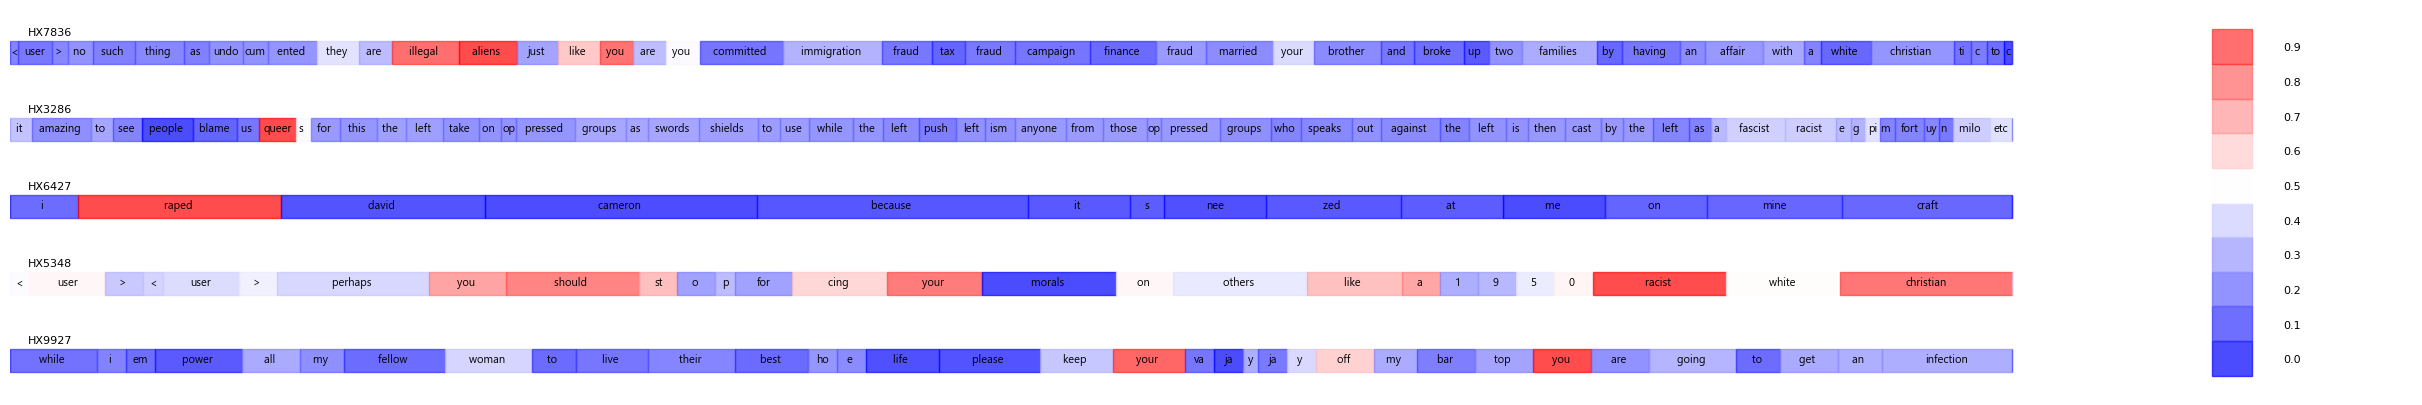 HX7836
< user > no such thing as undo cum ented they are illegal aliens just like you are you committed immigration fraud tax fraud campaign finance fraud married your brother and broke up two families by having an affair with a white christian ti c to c
HX3286
it amazing to see people blame us queer s for this the left take on op pressed groups as swords shields to use while the left push left ism anyone from those op pressed groups who speaks out against the left is then cast by the left as a fascist racist e g pi m fort uy n milo etc
HX6427
i raped david cameron because it s nee zed at me on mine craft
HX5348
< user > < user > perhaps you should st o p for cing your morals on others like a 1 9 5 0 racist white christian
HX9927
while i em power all my fellow woman to live their best ho e life please keep your va ja y ja y off my bar top you are going to get an infection
0.9
0.8
0.7
0.6
0.5
0.4
0.3
0.2
0.1
0.0